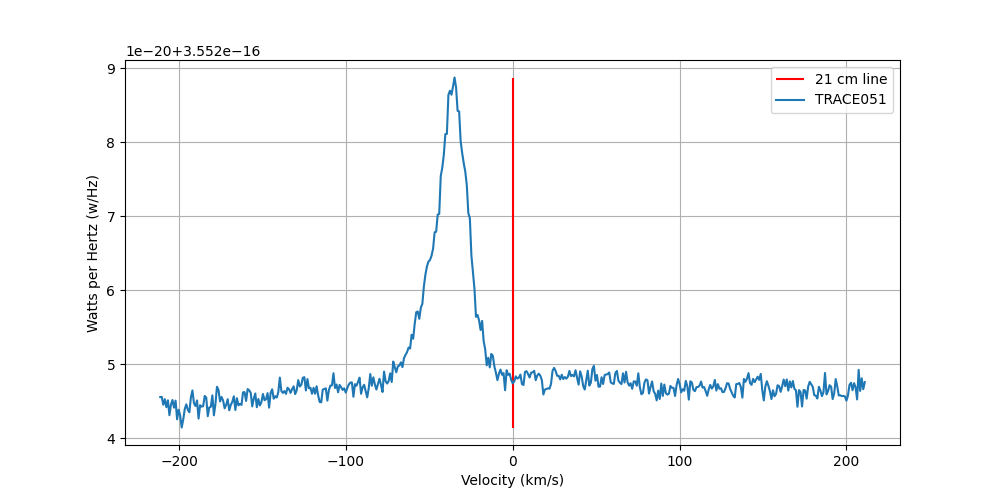 1e−20+3.552e−16
9
8
7
6
5
4
Watts per Hertz (w/Hz)
21 cm line
TRACE051
−200
−100
0
100
200
Velocity (km/s)